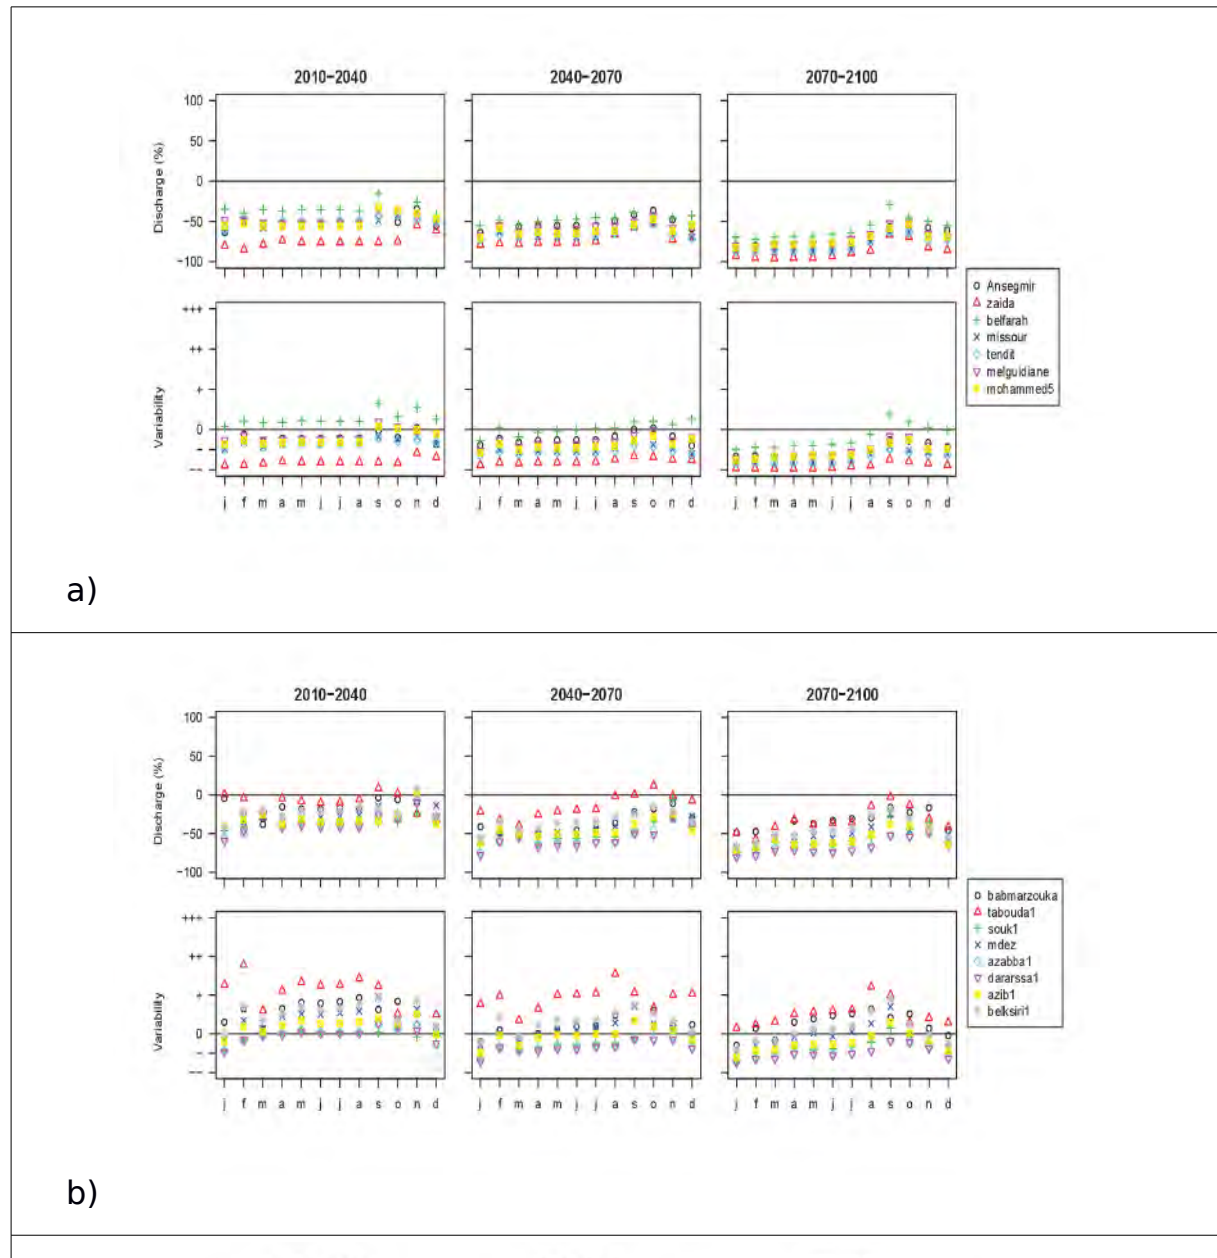 2010-2040 2040-2070 2070-2100
Discharge (%)
100
50
0
-50
-100
Variability
+++
++
+
0
-
--
j f m a m j j a s o n d j f m a m j j a s o n d j f m a m j j a s o n d
Ansegmir
zaida
belfarah
missour
tendit
melguidiane
mohammed5
a)
2010-2040 2040-2070 2070-2100
Discharge (%)
100
50
0
-50
-100
Variability
+++
++
+
0
-
--
j f m a m j j a s o n d j f m a m j j a s o n d j f m a m j j a s o n d
babmarzouka
tabouda1
souk1
mdez
azabba1
dararssa1
azib1
belksiri1
b)